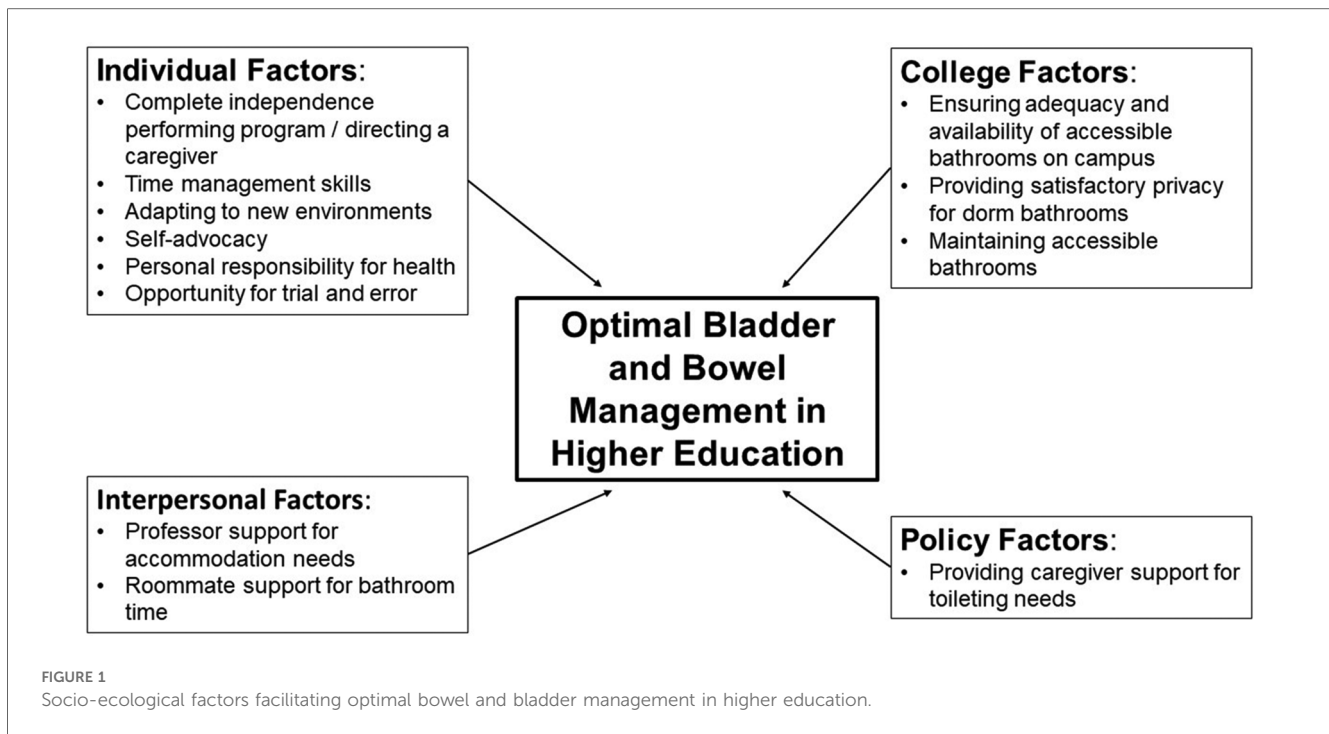 Individual Factors:
• Complete independence
performing program / directing a
caregiver
• Time management skills
• Adapting to new environments
• Self-advocacy
• Personal responsibility for health
• Opportunity for trial and error
College Factors:
• Ensuring adequacy and
availability of accessible
bathrooms on campus
• Providing satisfactory privacy
for dorm bathrooms
• Maintaining accessible
bathrooms
Optimal Bladder
and Bowel
Management in
Higher Education
Interpersonal Factors:
• Professor support for
accommodation needs
• Roommate support for bathroom
time
Policy Factors:
• Providing caregiver support for
toileting needs
FIGURE 1
Socio-ecological factors facilitating optimal bowel and bladder management in higher education.